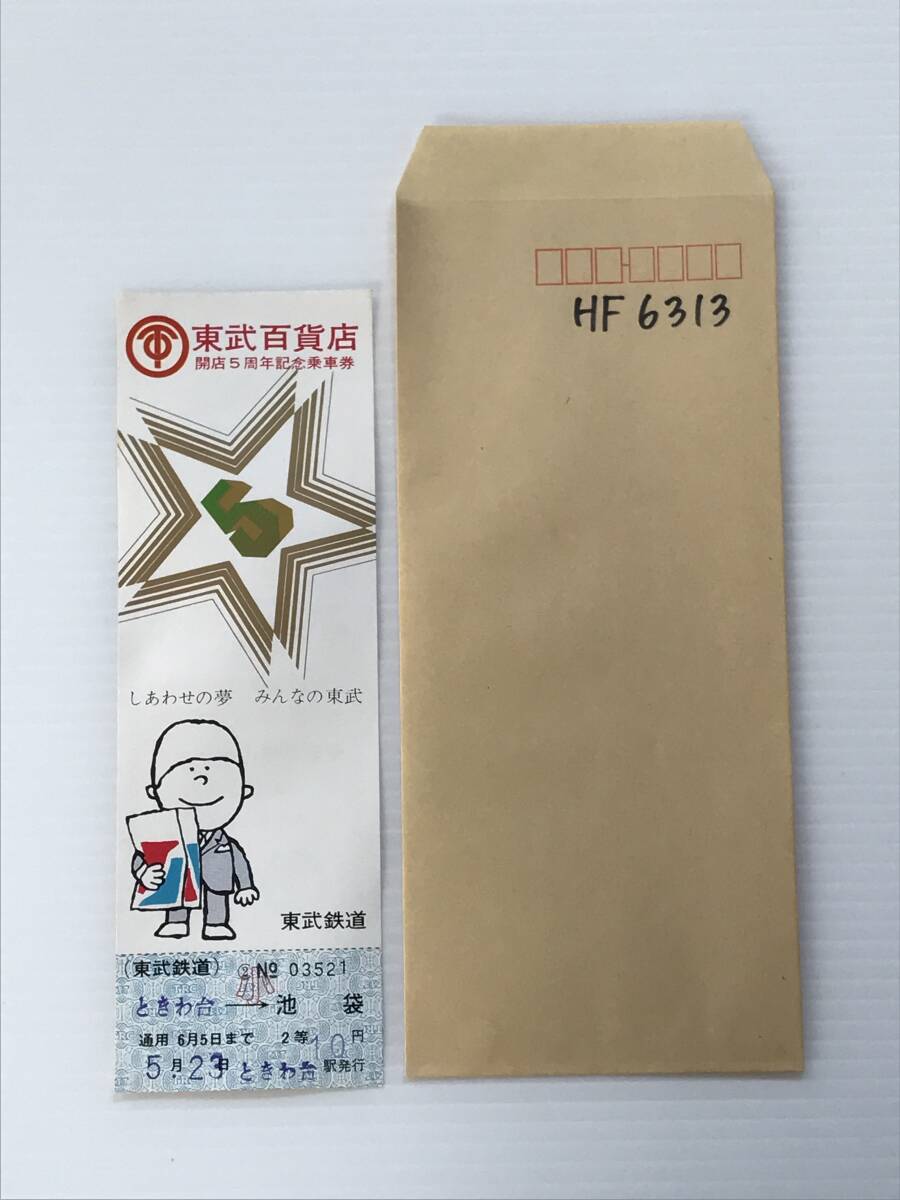 東武百貨店
開店5周年記念乗車券
5
しあわせの夢 みんなの東武
東武鉄道
(東武鉄道) 小 № 03521
ときわ台→池袋
通用 6月5日まで 2等10円
5月23日 ときわ台駅発行
HF 6313